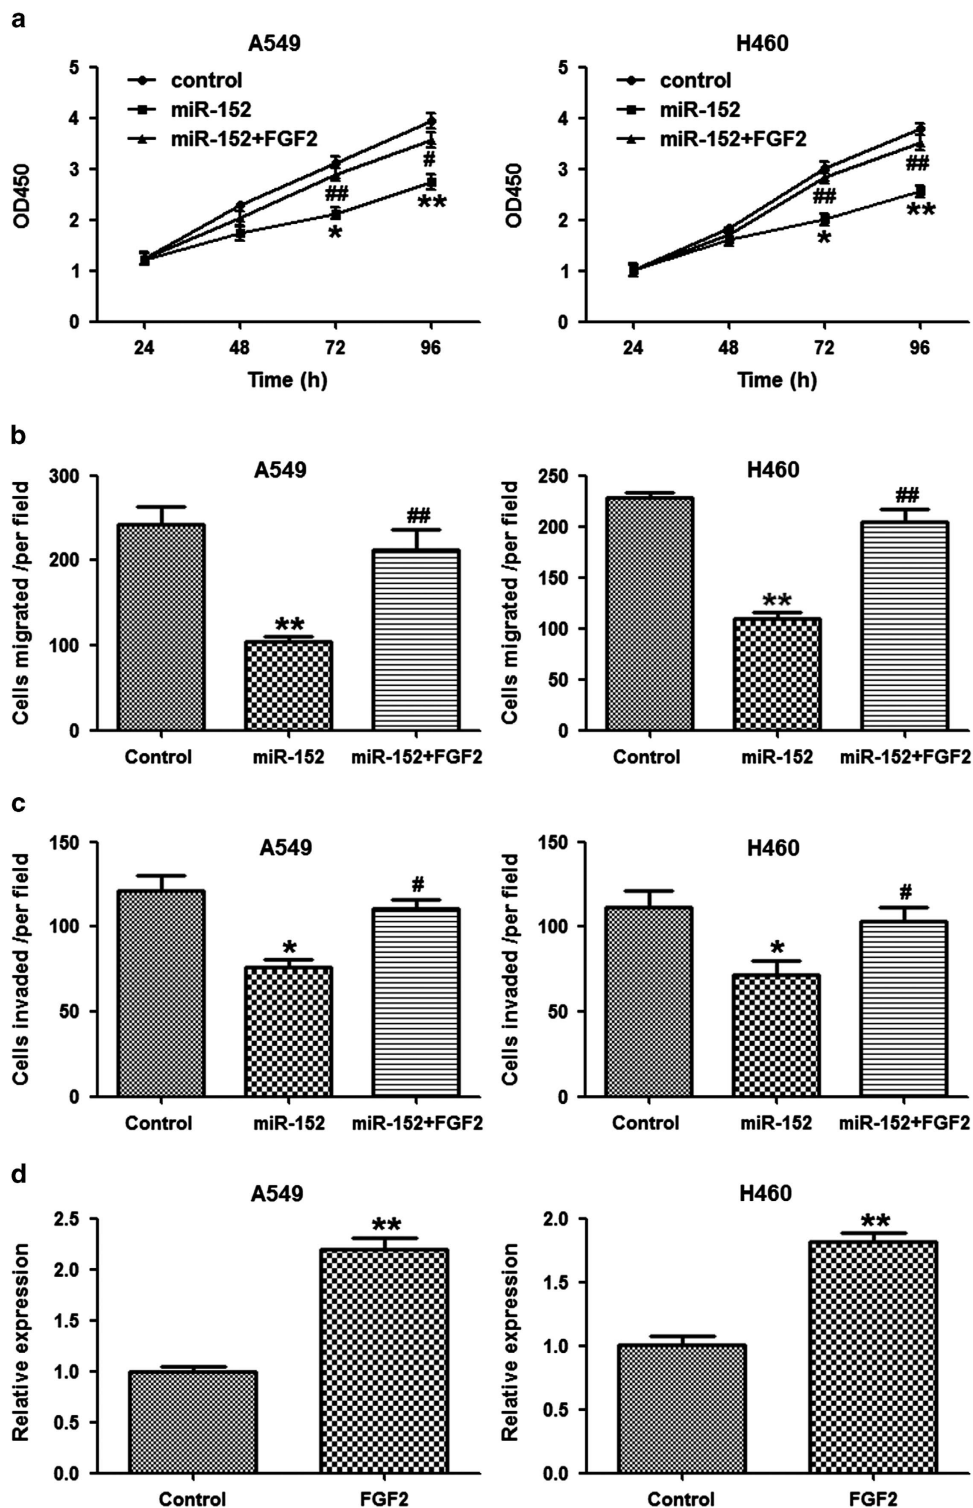 a
A549
5
4
3
2
1
0
OD450
control
miR-152
miR-152+FGF2
## #
* **
24 48 72 96
Time (h)
H460
5
4
3
2
1
0
OD450
## ##
* **
24 48 72 96
Time (h)
b
A549
300
200
100
0
Cells migrated /per field
** ##
Control miR-152 miR-152+FGF2
H460
250
200
150
100
50
0
Cells migrated /per field
** ##
Control miR-152 miR-152+FGF2
c
A549
150
100
50
0
Cells invaded /per field
* #
Control miR-152 miR-152+FGF2
H460
150
100
50
0
Cells invaded /per field
* #
Control miR-152 miR-152+FGF2
d
A549
2.5
2.0
1.5
1.0
0.5
0.0
Relative expression
**
Control FGF2
H460
2.0
1.5
1.0
0.5
0.0
Relative expression
**
Control FGF2